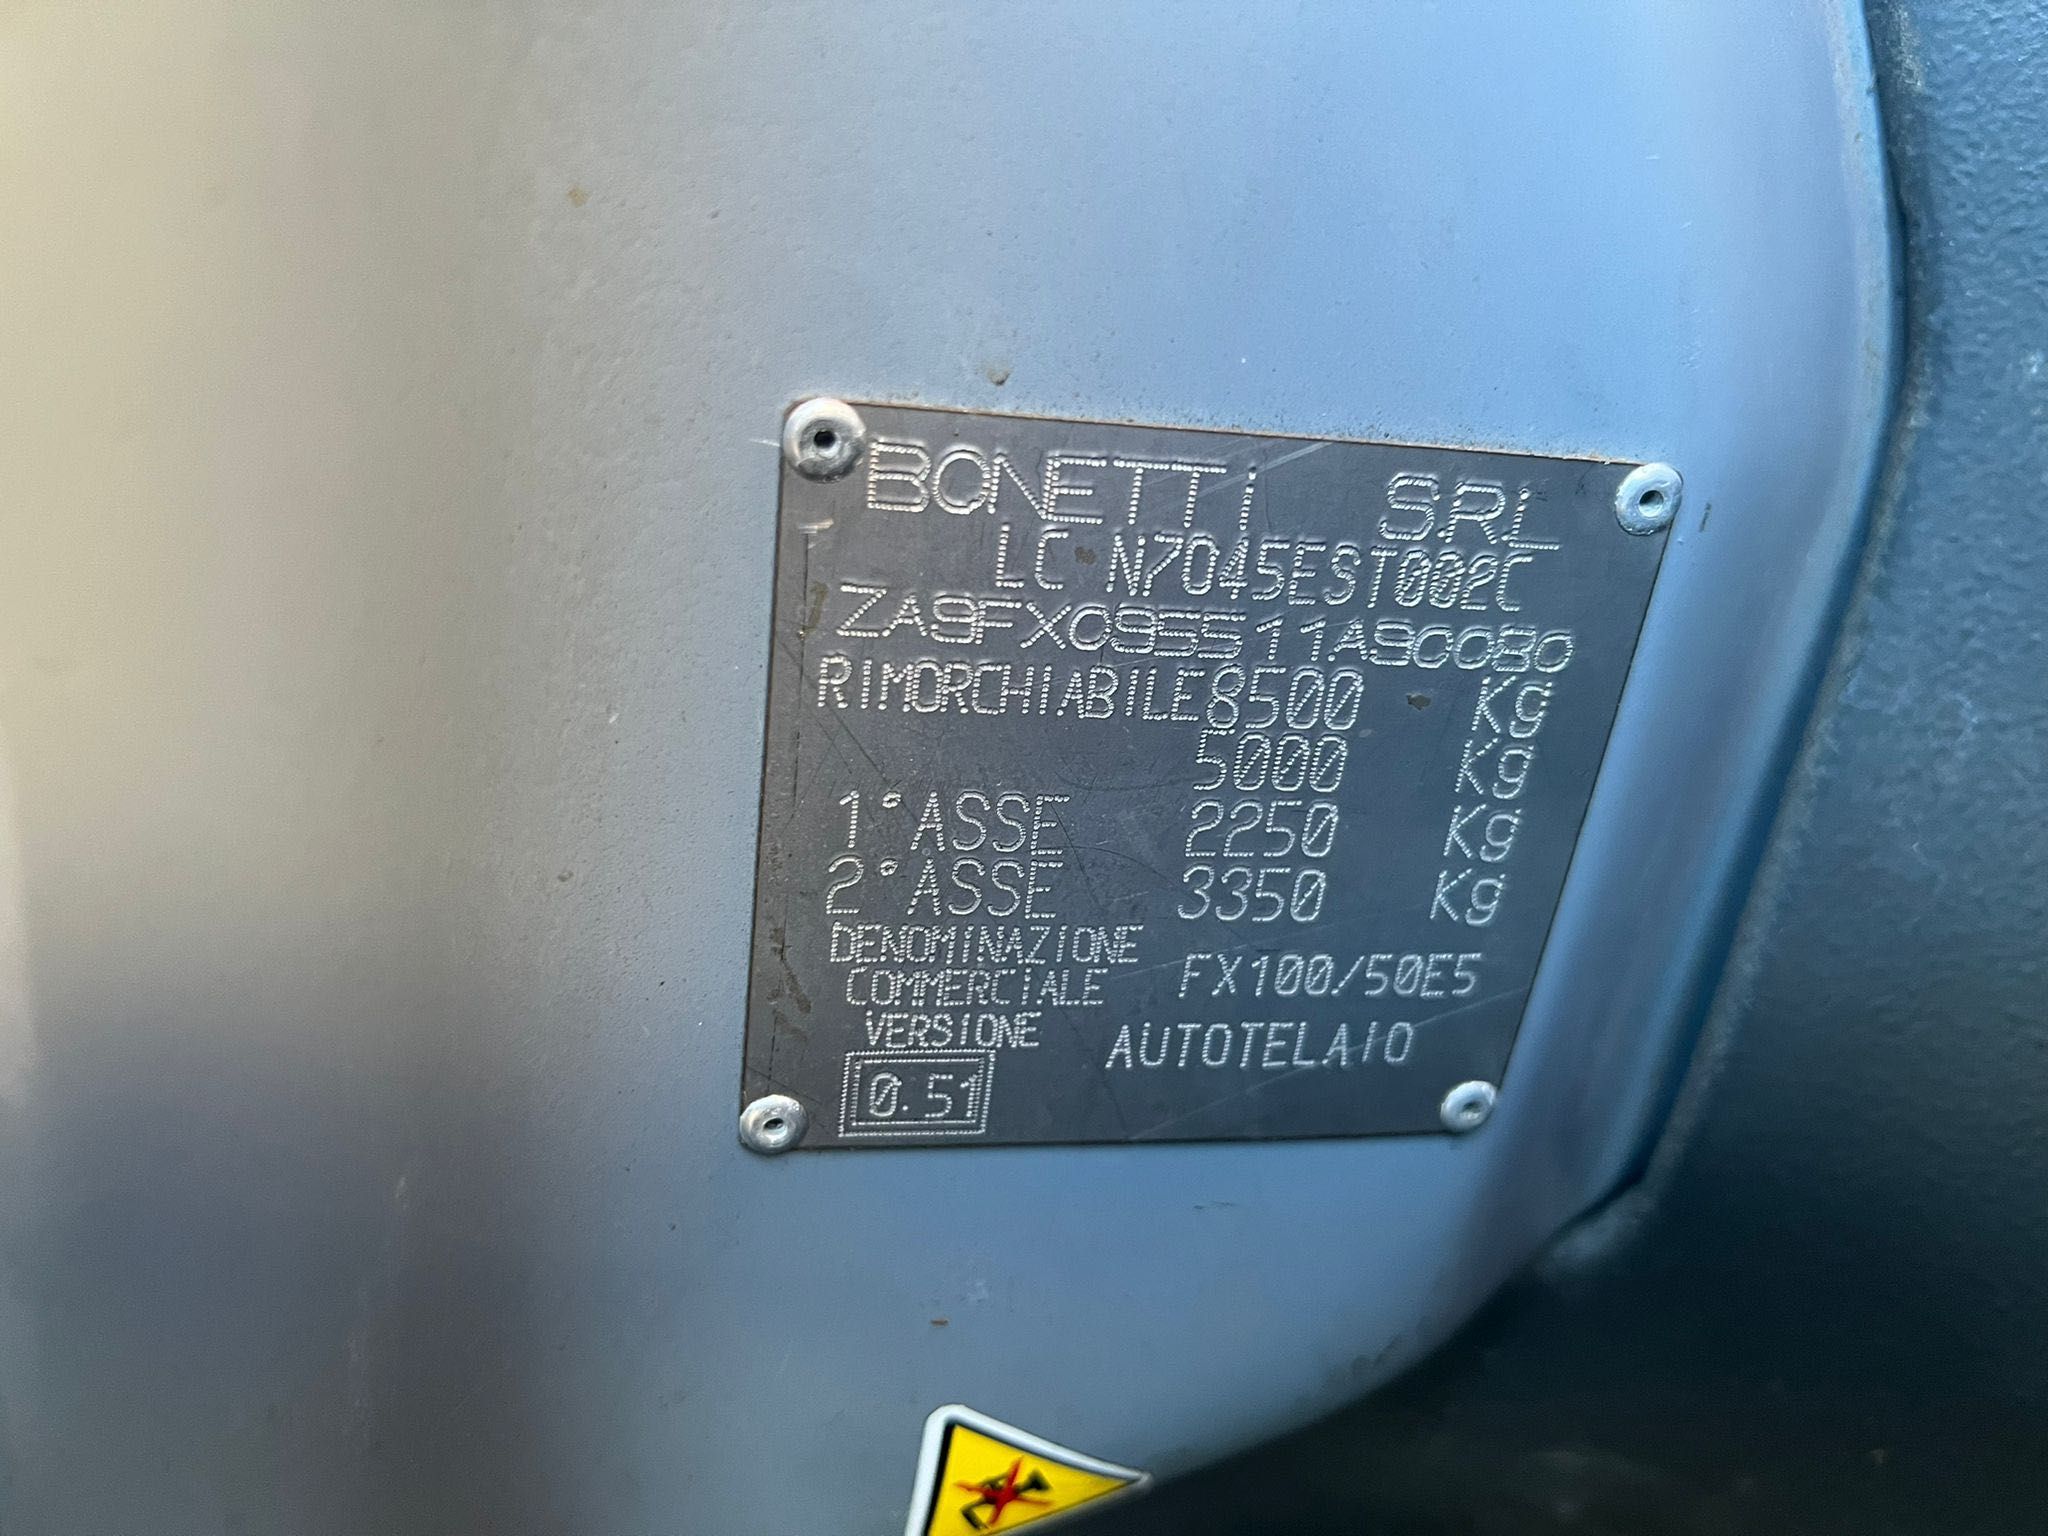 BONETTI SRL
LC N7045EST002C
ZA9FX095511A90080
RIMORCHIABILE 8500 Kg
5000 Kg
1°ASSE 2250 Kg
2°ASSE 3350 Kg
DENOMINAZIONE
COMMERCIALE FX100/50E5
VERSIONE AUTOTELAIO
0.51